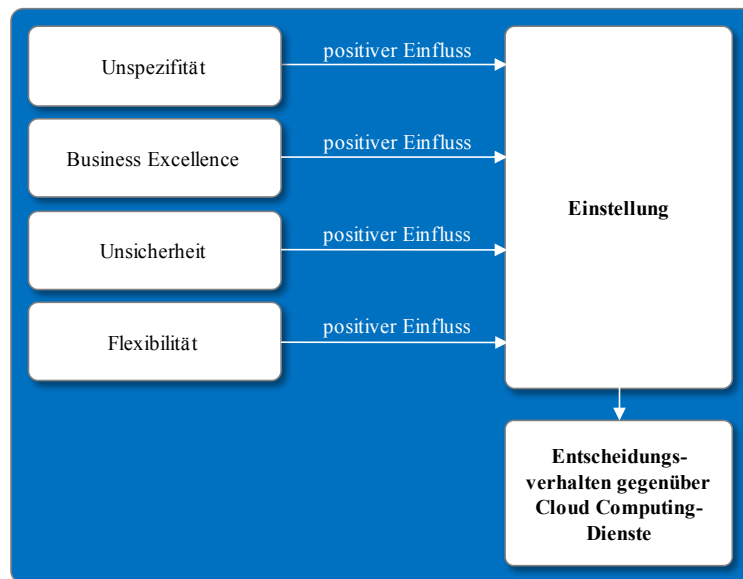 Unspezifität
positiver Einfluss
Business Excellence
positiver Einfluss
Unsicherheit
positiver Einfluss
Flexibilität
positiver Einfluss
Einstellung
Entscheidungs-
verhalten gegenüber
Cloud Computing-
Dienste